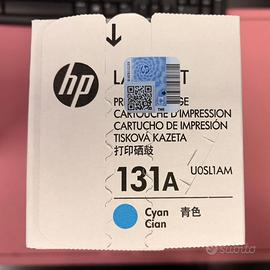 hp
PR
CARTOUCHE D'IMPRESSION
CARTUCHO DE IMPRESIÓN
TISKOVÁ KAZETA
打印硒鼓
131A U0SL1AM
Cyan 青色
Cian
subito